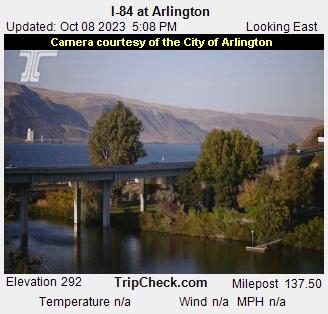 I-84 at Arlington
Updated: Oct 08 2023 5:08 PM Looking East
Camera courtesy of the City of Arlington
Elevation 292 TripCheck.com Milepost 137.50
Temperature n/a Wind n/a MPH n/a